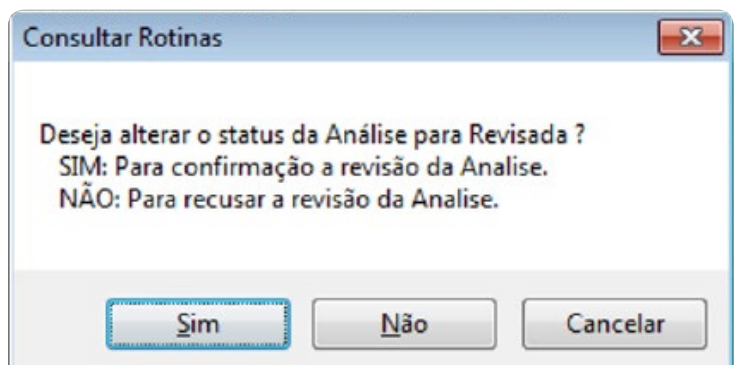 Consultar Rotinas
Deseja alterar o status da Análise para Revisada ?
SIM: Para confirmação a revisão da Analise.
NÃO: Para recusar a revisão da Analise.
Sim
Não
Cancelar